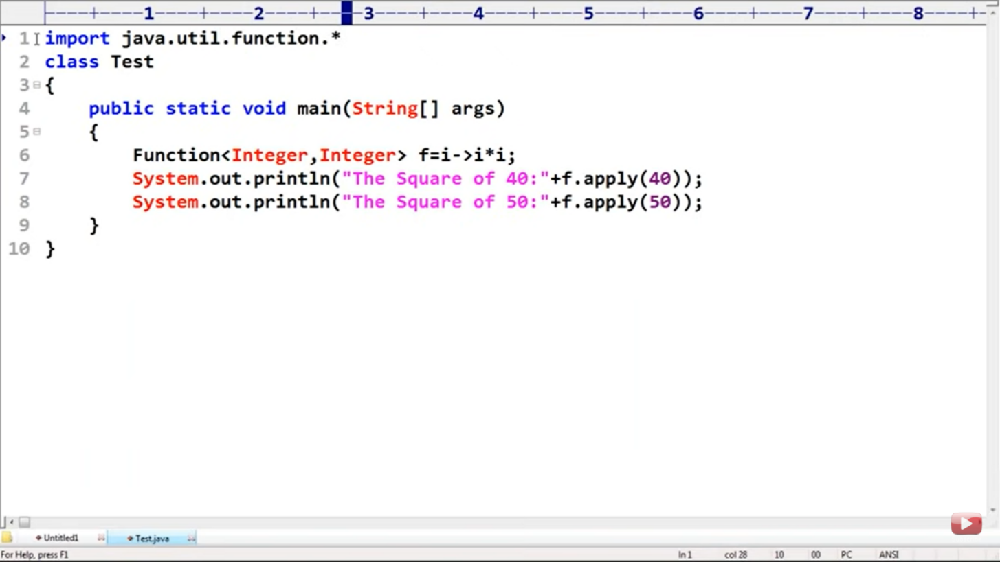 ----+----1----+----2----+----3----+----4----+----5----+----6----+----7----+----8----+
1 import java.util.function.*
2 class Test
3 {
4 public static void main(String[] args)
5 {
6 Function<Integer,Integer> f=i->i*i;
7 System.out.println("The Square of 40:"+f.apply(40));
8 System.out.println("The Square of 50:"+f.apply(50));
9 }
10 }
Untitled1 Test.java
For Help, press F1 ln 1 col 28 10 00 PC ANSI